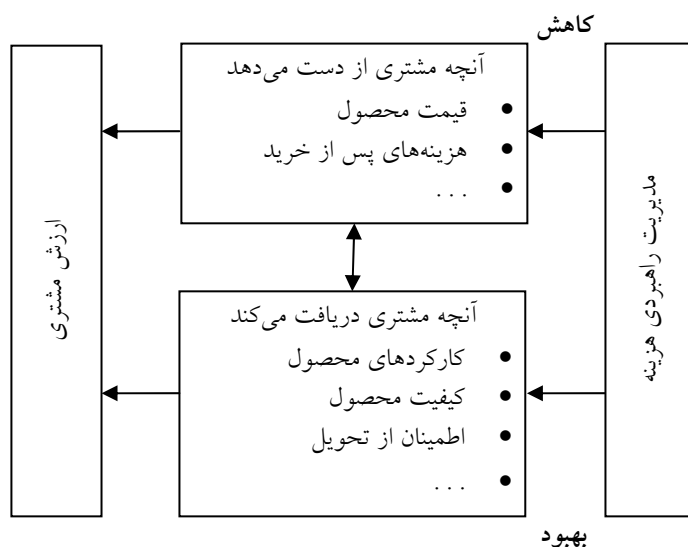 کاهش
مدیریت راهبردی هزینه
آنچه مشتری از دست می‌دهد
• قیمت محصول
• هزینه‌های پس از خرید
• . . .
آنچه مشتری دریافت می‌کند
• کارکردهای محصول
• کیفیت محصول
• اطمینان از تحویل
• . . .
ارزش مشتری
بهبود